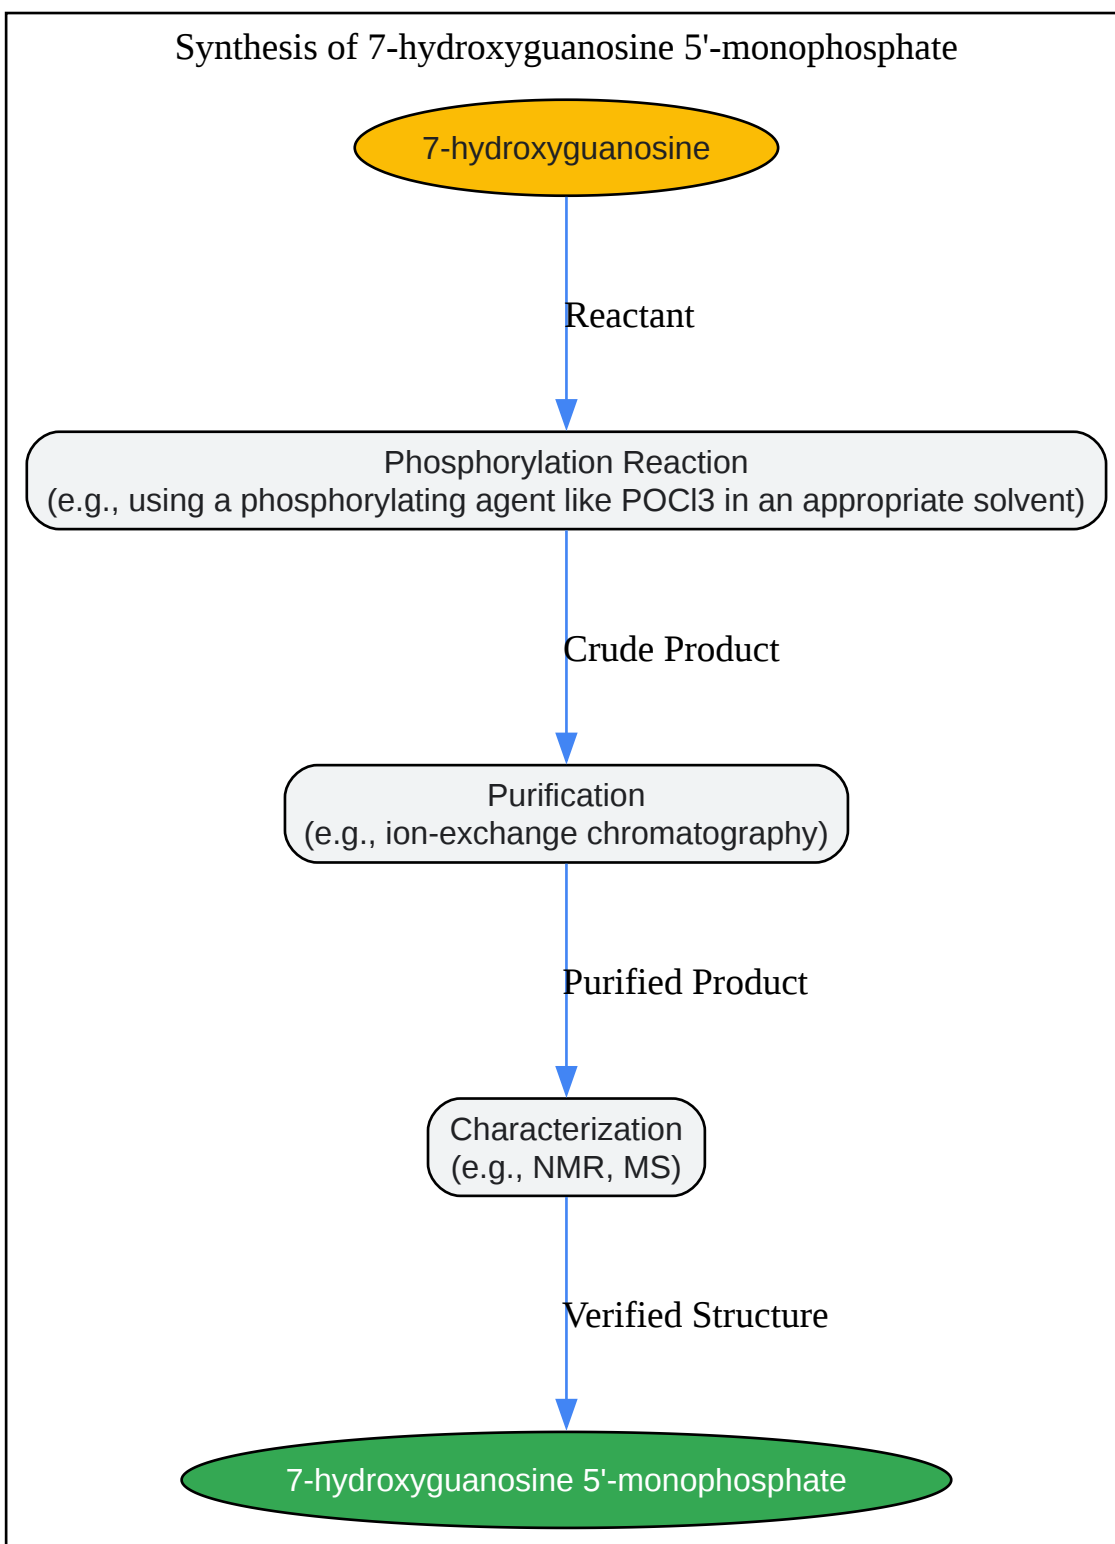 Synthesis of 7-hydroxyguanosine 5'-monophosphate
7-hydroxyguanosine
Reactant
Phosphorylation Reaction
(e.g., using a phosphorylating agent like POCl3 in an appropriate solvent)
Crude Product
Purification
(e.g., ion-exchange chromatography)
Purified Product
Characterization
(e.g., NMR, MS)
Verified Structure
7-hydroxyguanosine 5'-monophosphate